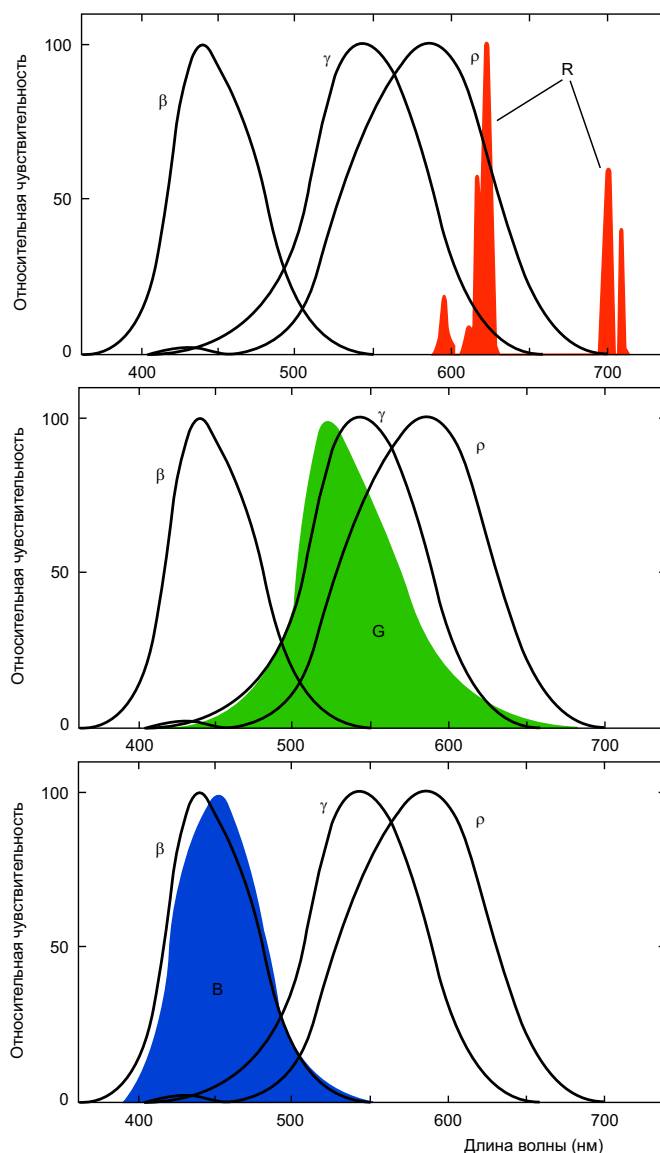 Относительная чувствительность
100
50
0
β
γ
ρ
R
400
500
600
700
Относительная чувствительность
100
50
0
β
γ
ρ
G
400
500
600
700
Относительная чувствительность
100
50
0
β
γ
ρ
B
400
500
600
700
Длина волны (нм)